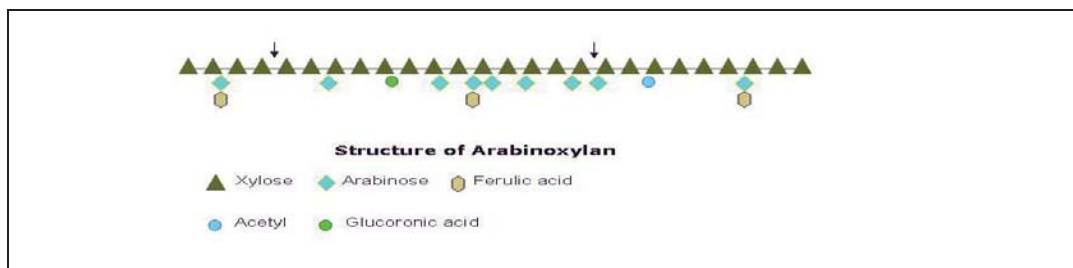 Structure of Arabinoxylan
Xylose Arabinose Ferulic acid
Acetyl Glucoronic acid